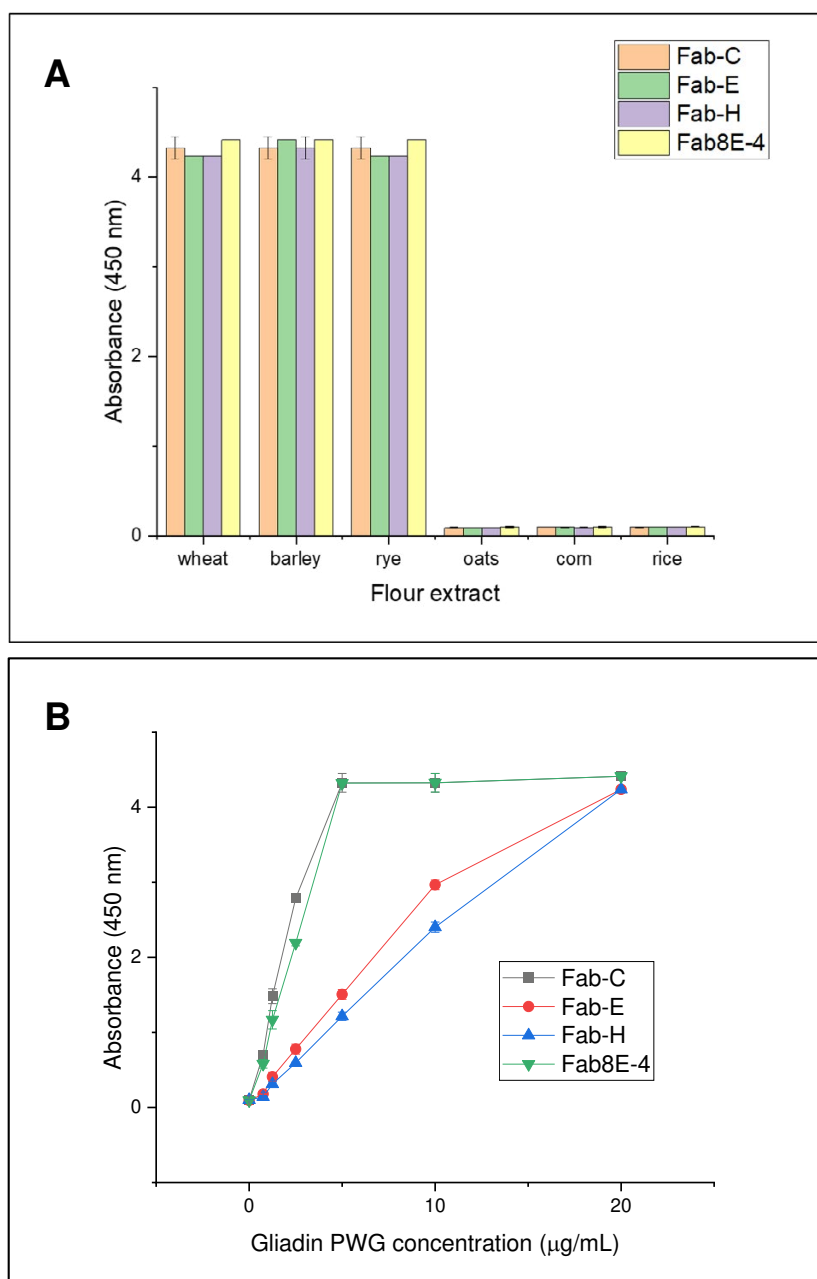 A
Fab-C
Fab-E
Fab-H
Fab8E-4
4
2
0
Absorbance (450 nm)
wheat barley rye oats corn rice
Flour extract
B
4
2
0
Absorbance (450 nm)
Fab-C
Fab-E
Fab-H
Fab8E-4
0 10 20
Gliadin PWG concentration (μg/mL)